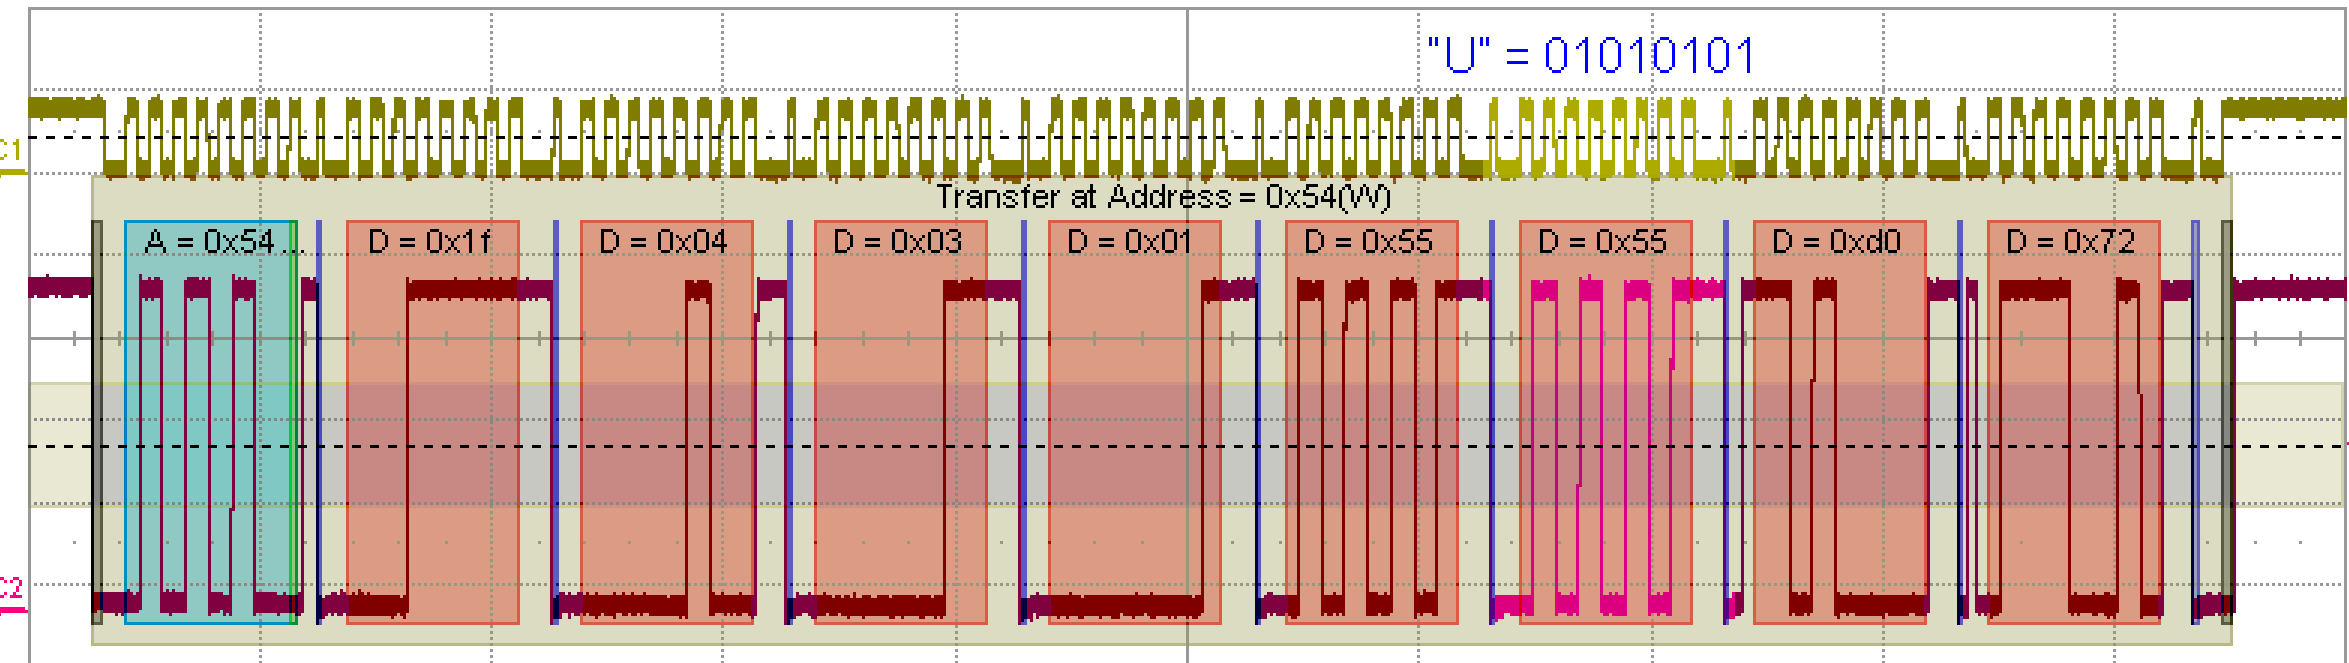 "U" = 01010101
C1
Transfer at Address = 0x54(W)
A = 0x54... D = 0x1f D = 0x04 D = 0x03 D = 0x01 D = 0x55 D = 0x55 D = 0xd0 D = 0x72
C2